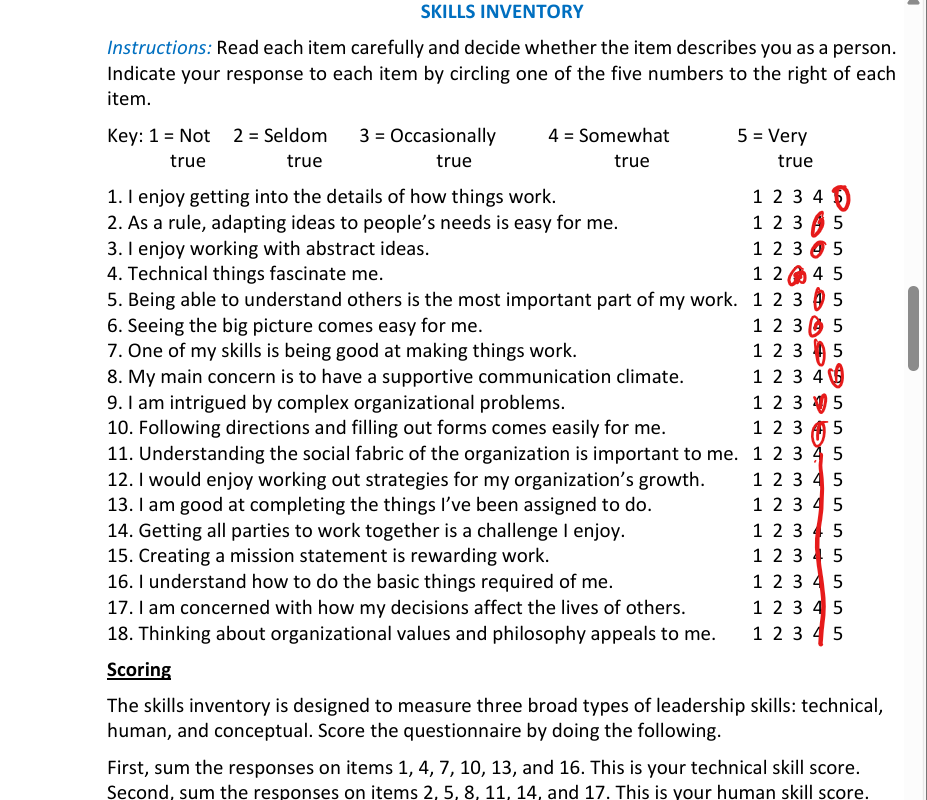 SKILLS INVENTORY
Instructions: Read each item carefully and decide whether the item describes you as a person.
Indicate your response to each item by circling one of the five numbers to the right of each
item.
Key: 1 = Not 2 = Seldom 3 = Occasionally 4 = Somewhat 5 = Very
true true true true true
1. I enjoy getting into the details of how things work. 1 2 3 4 5
2. As a rule, adapting ideas to people’s needs is easy for me. 1 2 3 4 5
3. I enjoy working with abstract ideas. 1 2 3 4 5
4. Technical things fascinate me. 1 2 3 4 5
5. Being able to understand others is the most important part of my work. 1 2 3 4 5
6. Seeing the big picture comes easy for me. 1 2 3 4 5
7. One of my skills is being good at making things work. 1 2 3 4 5
8. My main concern is to have a supportive communication climate. 1 2 3 4 5
9. I am intrigued by complex organizational problems. 1 2 3 4 5
10. Following directions and filling out forms comes easily for me. 1 2 3 4 5
11. Understanding the social fabric of the organization is important to me. 1 2 3 4 5
12. I would enjoy working out strategies for my organization’s growth. 1 2 3 4 5
13. I am good at completing the things I’ve been assigned to do. 1 2 3 4 5
14. Getting all parties to work together is a challenge I enjoy. 1 2 3 4 5
15. Creating a mission statement is rewarding work. 1 2 3 4 5
16. I understand how to do the basic things required of me. 1 2 3 4 5
17. I am concerned with how my decisions affect the lives of others. 1 2 3 4 5
18. Thinking about organizational values and philosophy appeals to me. 1 2 3 4 5
Scoring
The skills inventory is designed to measure three broad types of leadership skills: technical,
human, and conceptual. Score the questionnaire by doing the following.
First, sum the responses on items 1, 4, 7, 10, 13, and 16. This is your technical skill score.
Second, sum the responses on items 2, 5, 8, 11, 14, and 17. This is your human skill score.